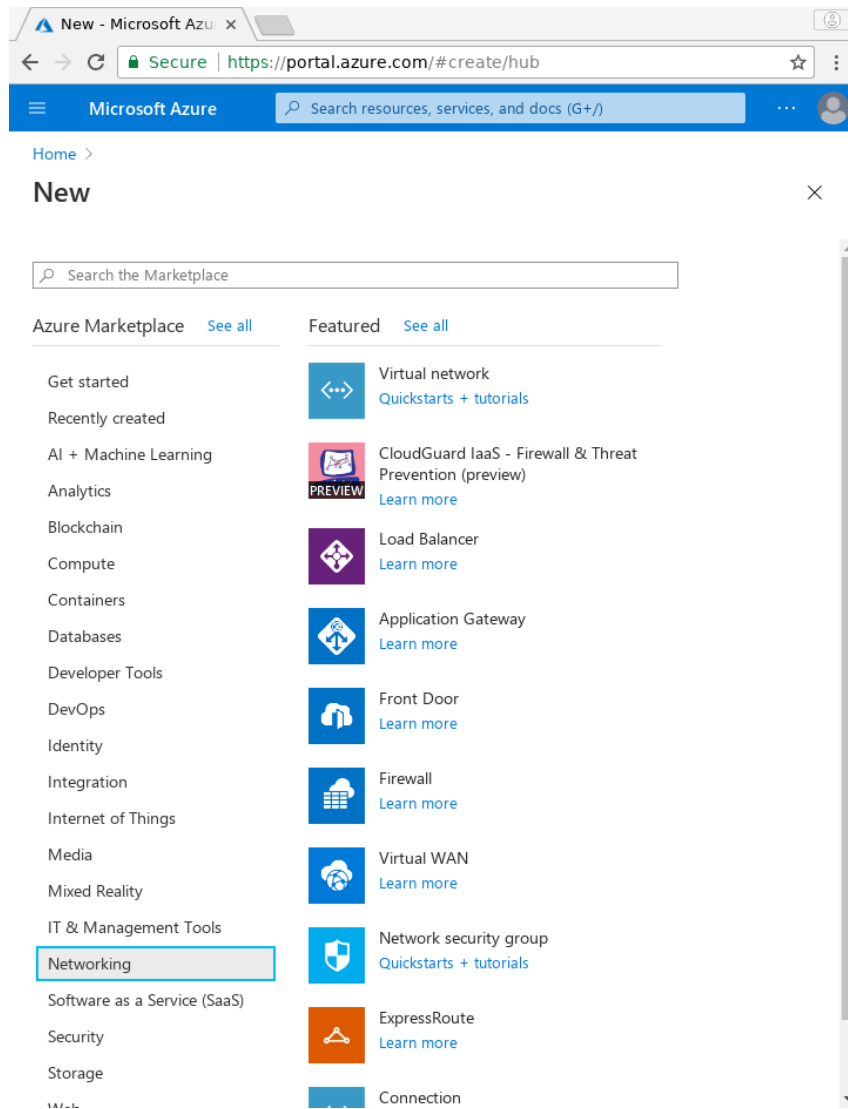 New - Microsoft Azu
Secure | https://portal.azure.com/#create/hub
Microsoft Azure
Search resources, services, and docs (G+/)
Home >
New
Search the Marketplace
Azure Marketplace See all
Get started
Recently created
AI + Machine Learning
Analytics
Blockchain
Compute
Containers
Databases
Developer Tools
DevOps
Identity
Integration
Internet of Things
Media
Mixed Reality
IT & Management Tools
Networking
Software as a Service (SaaS)
Security
Storage
Web
Featured See all
Virtual network
Quickstarts + tutorials
PREVIEW
CloudGuard IaaS - Firewall & Threat
Prevention (preview)
Learn more
Load Balancer
Learn more
Application Gateway
Learn more
Front Door
Learn more
Firewall
Learn more
Virtual WAN
Learn more
Network security group
Quickstarts + tutorials
ExpressRoute
Learn more
Connection